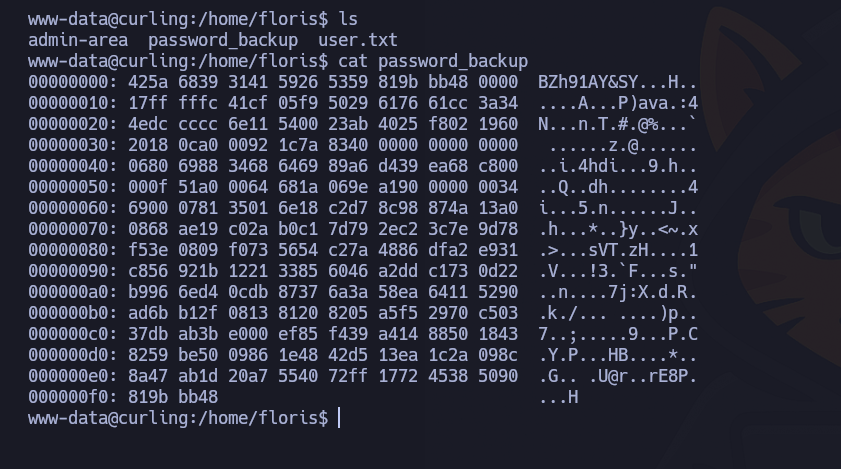 www-data@curling:/home/floris$ ls
admin-area  password_backup  user.txt
www-data@curling:/home/floris$ cat password_backup
00000000: 425a 6839 3141 5926 5359 819b bb48 0000  BZh91AY&SY...H..
00000010: 17ff fffc 41cf 05f9 5029 6176 61cc 3a34  ....A...P)ava.:4
00000020: 4edc cccc 6e11 5400 23ab 4025 f802 1960  N...n.T.#.@%...`
00000030: 2018 0ca0 0092 1c7a 8340 0000 0000 0000   ......z.@......
00000040: 0680 6988 3468 6469 89a6 d439 ea68 c800  ..i.4hdi...9.h..
00000050: 000f 51a0 0064 681a 069e a190 0000 0034  ..Q..dh........4
00000060: 6900 0781 3501 6e18 c2d7 8c98 874a 13a0  i...5.n......J..
00000070: 0868 ae19 c02a b0c1 7d79 2ec2 3c7e 9d78  .h...*..}y..<~.x
00000080: f53e 0809 f073 5654 c27a 4886 dfa2 e931  .>...sVT.zH....1
00000090: c856 921b 1221 3385 6046 a2dd c173 0d22  .V...!3.`F...s."
000000a0: b996 6ed4 0cdb 8737 6a3a 58ea 6411 5290  ..n....7j:X.d.R.
000000b0: ad6b b12f 0813 8120 8205 a5f5 2970 c503  .k./... ....)p..
000000c0: 37db ab3b e000 ef85 f439 a414 8850 1843  7..;.....9...P.C
000000d0: 8259 be50 0986 1e48 42d5 13ea 1c2a 098c  .Y.P...HB....*..
000000e0: 8a47 ab1d 20a7 5540 72ff 1772 4538 5090  .G.. .U@r..rE8P.
000000f0: 819b bb48                                ...H
www-data@curling:/home/floris$